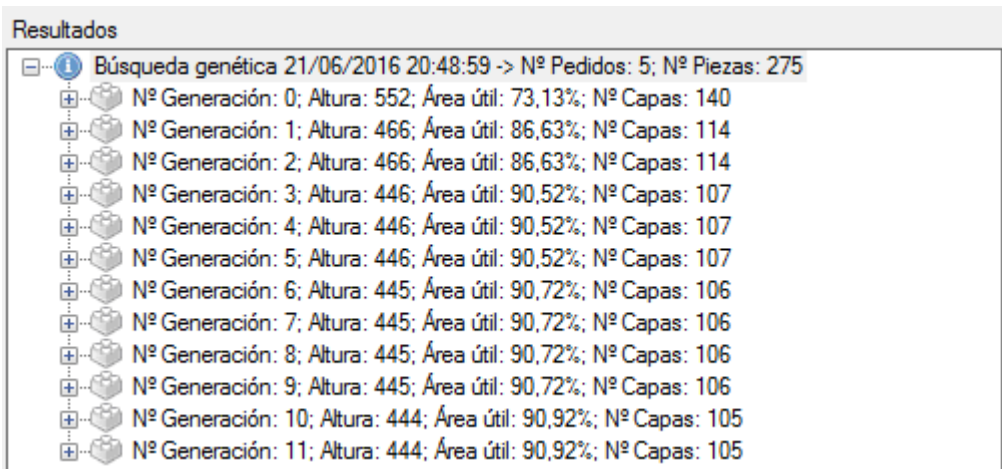 Resultados
Búsqueda genética 21/06/2016 20:48:59 -> Nº Pedidos: 5; Nº Piezas: 275
Nº Generación: 0; Altura: 552; Área útil: 73,13%; Nº Capas: 140
Nº Generación: 1; Altura: 466; Área útil: 86,63%; Nº Capas: 114
Nº Generación: 2; Altura: 466; Área útil: 86,63%; Nº Capas: 114
Nº Generación: 3; Altura: 446; Área útil: 90,52%; Nº Capas: 107
Nº Generación: 4; Altura: 446; Área útil: 90,52%; Nº Capas: 107
Nº Generación: 5; Altura: 446; Área útil: 90,52%; Nº Capas: 107
Nº Generación: 6; Altura: 445; Área útil: 90,72%; Nº Capas: 106
Nº Generación: 7; Altura: 445; Área útil: 90,72%; Nº Capas: 106
Nº Generación: 8; Altura: 445; Área útil: 90,72%; Nº Capas: 106
Nº Generación: 9; Altura: 445; Área útil: 90,72%; Nº Capas: 106
Nº Generación: 10; Altura: 444; Área útil: 90,92%; Nº Capas: 105
Nº Generación: 11; Altura: 444; Área útil: 90,92%; Nº Capas: 105